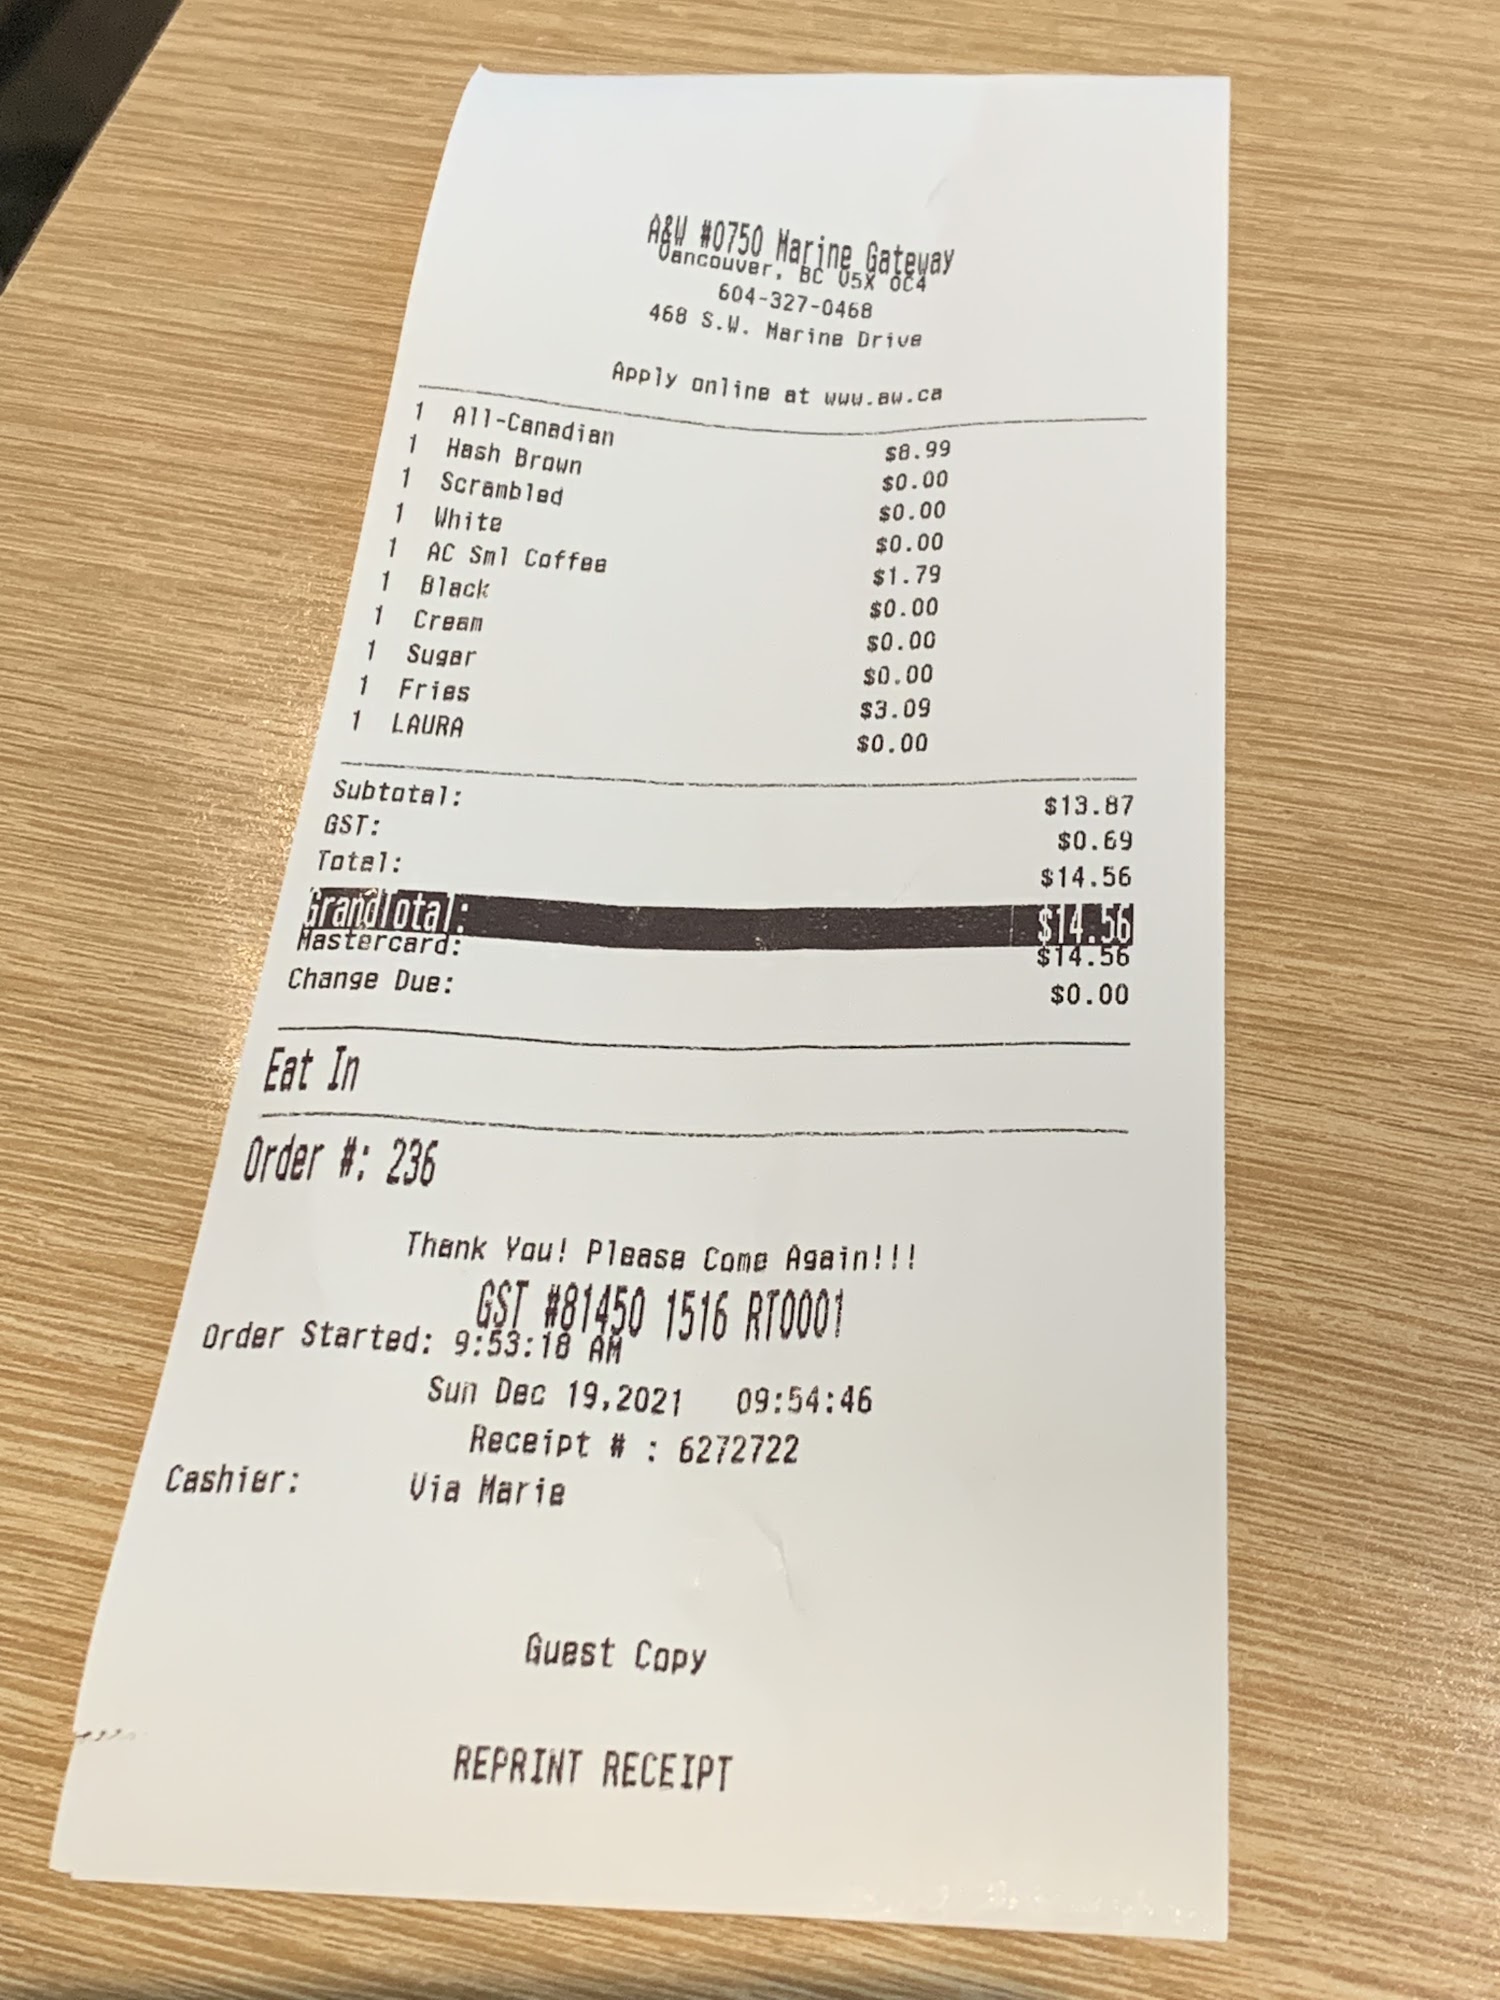 A&W #0750 Marine Gateway
Vancouver, BC V5X 0C4
604-327-0468
468 S.W. Marine Drive
Apply online at www.aw.ca
1 All-Canadian $8.99
1 Hash Brown $0.00
1 Scrambled $0.00
1 White $0.00
1 AC Sml Coffee $1.79
1 Black $0.00
1 Cream $0.00
1 Sugar $0.00
1 Fries $3.09
1 LAURA $0.00
Subtotal: $13.87
GST: $0.69
Total: $14.56
GrandTotal: $14.56
Mastercard: $14.56
Change Due: $0.00
Eat In
Order #: 236
Thank You! Please Come Again!!!
GST #81450 1516 RT0001
Order Started: 9:53:18 AM
Sun Dec 19,2021 09:54:46
Receipt # : 6272722
Cashier: Via Marie
Guest Copy
REPRINT RECEIPT